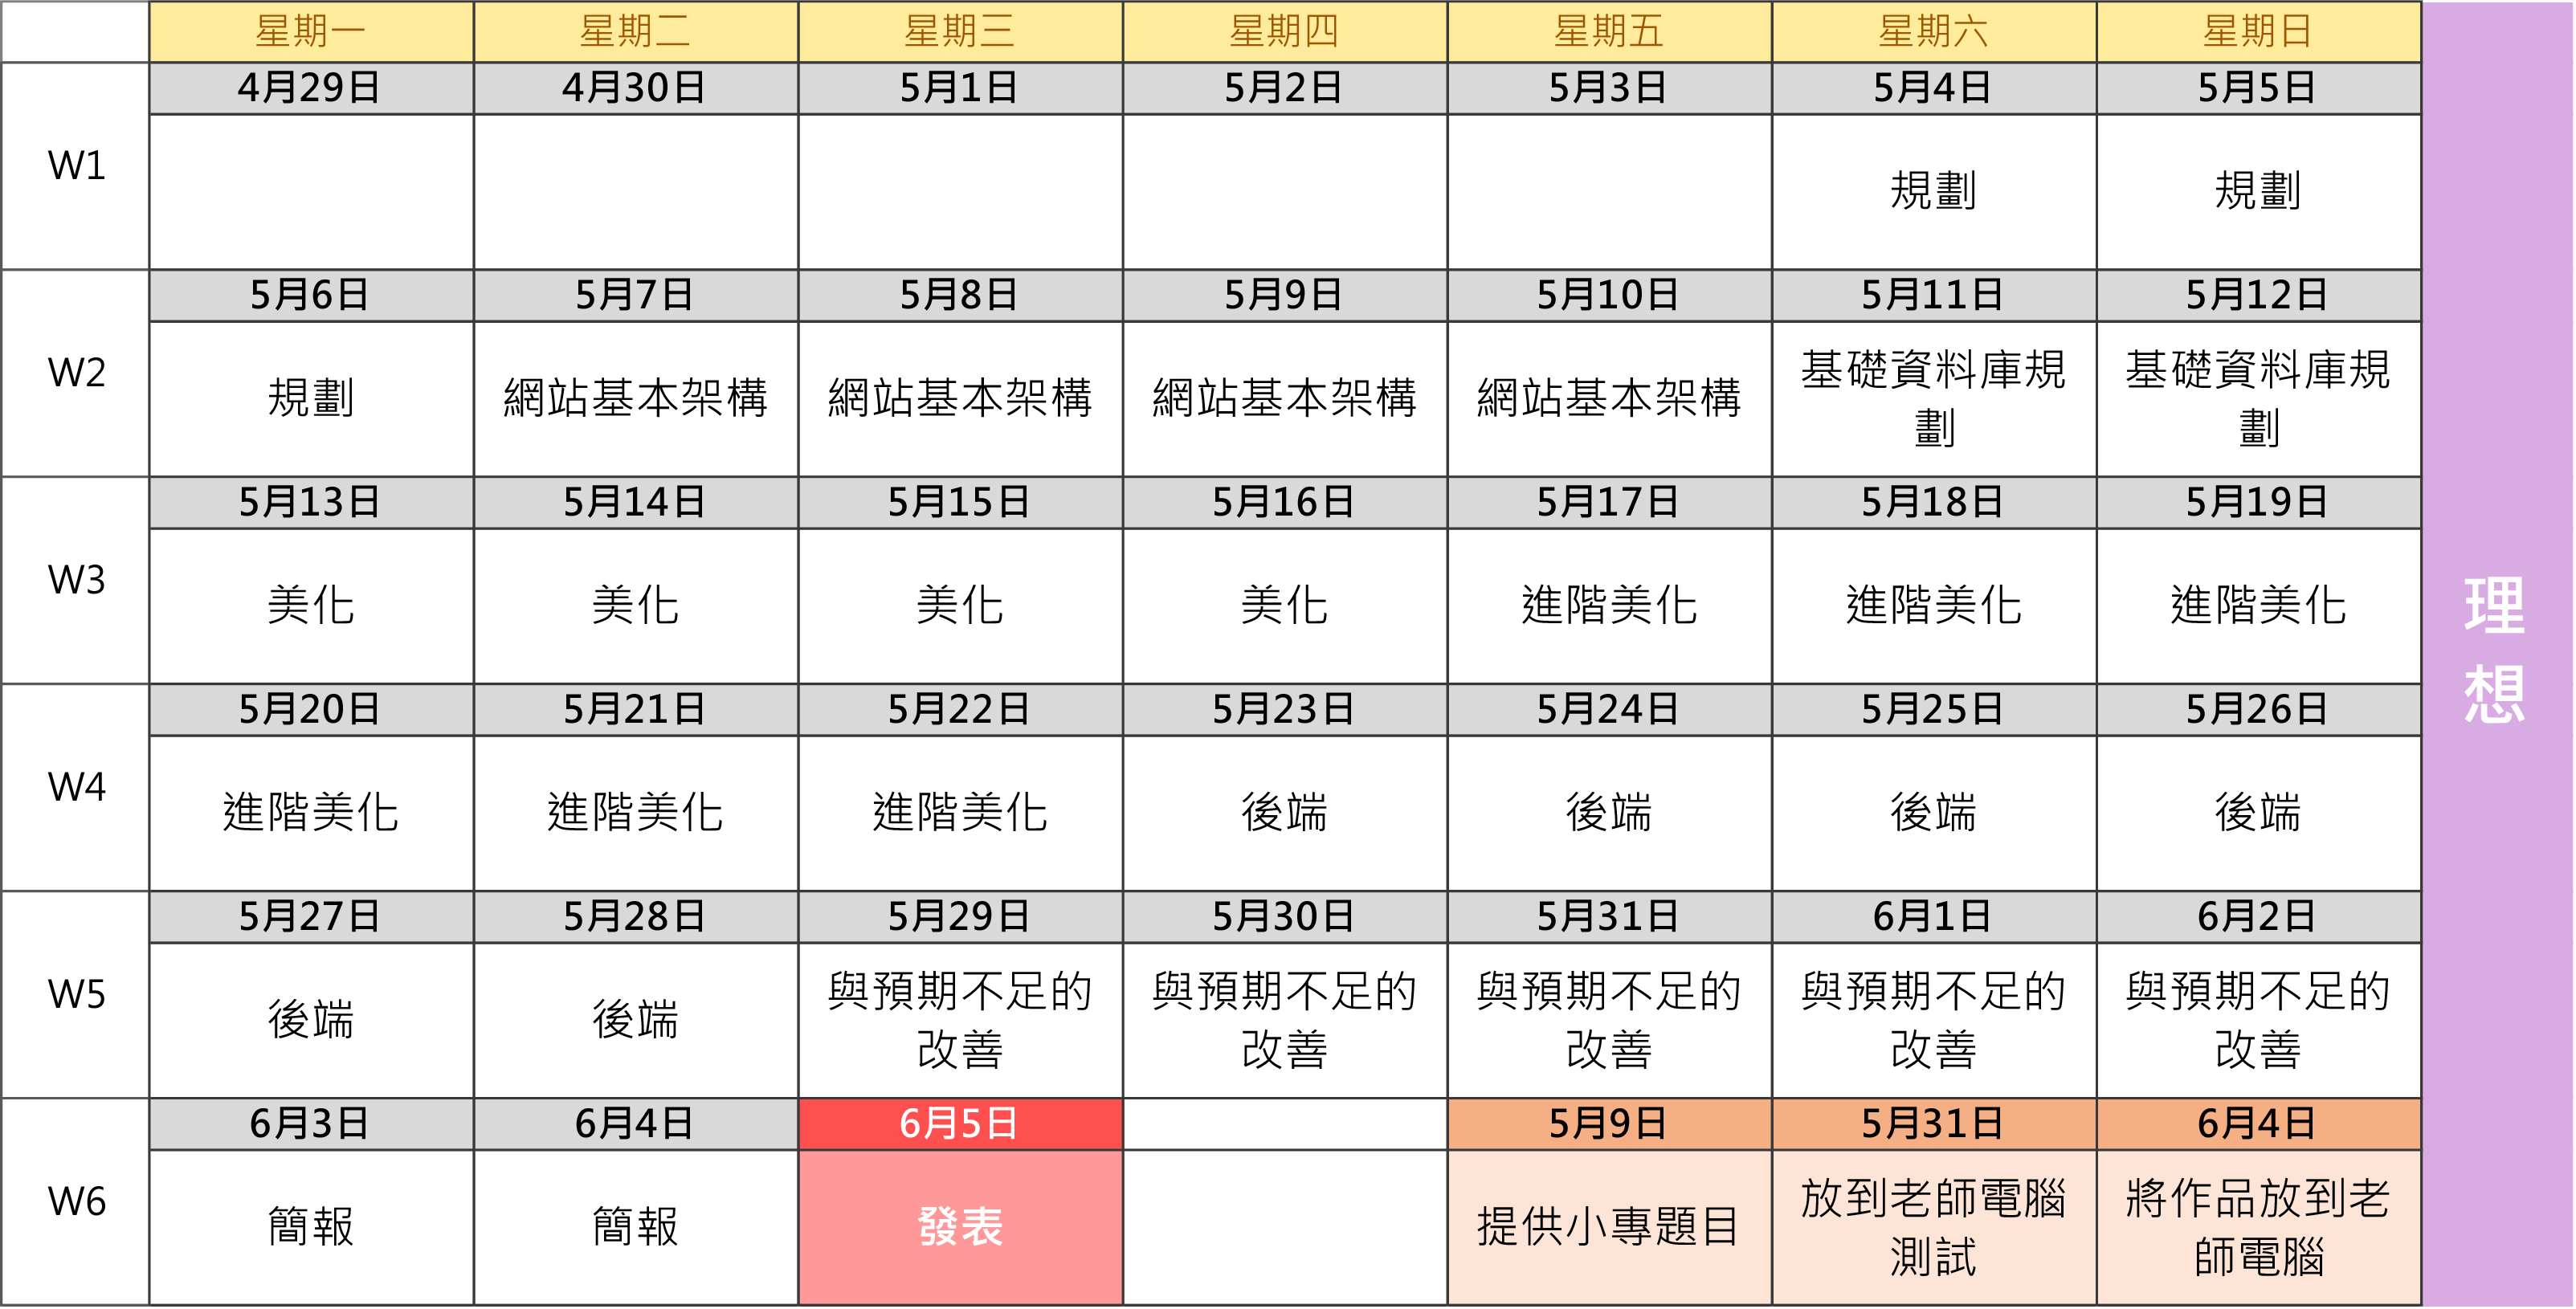 星期一 星期二 星期三 星期四 星期五 星期六 星期日
4月29日 4月30日 5月1日 5月2日 5月3日 5月4日 5月5日
W1
規劃 規劃
5月6日 5月7日 5月8日 5月9日 5月10日 5月11日 5月12日
W2
規劃 網站基本架構 網站基本架構 網站基本架構 網站基本架構 基礎資料庫規 基礎資料庫規
劃 劃
5月13日 5月14日 5月15日 5月16日 5月17日 5月18日 5月19日
W3
美化 美化 美化 美化 進階美化 進階美化 進階美化
5月20日 5月21日 5月22日 5月23日 5月24日 5月25日 5月26日
W4
進階美化 進階美化 進階美化 後端 後端 後端 後端
5月27日 5月28日 5月29日 5月30日 5月31日 6月1日 6月2日
W5
後端 後端 與預期不足的 與預期不足的 與預期不足的 與預期不足的 與預期不足的
改善 改善 改善 改善 改善
6月3日 6月4日 6月5日 5月9日 5月31日 6月4日
W6
簡報 簡報 發表 提供小專題目 放到老師電腦 將作品放到老
測試 師電腦
理
想